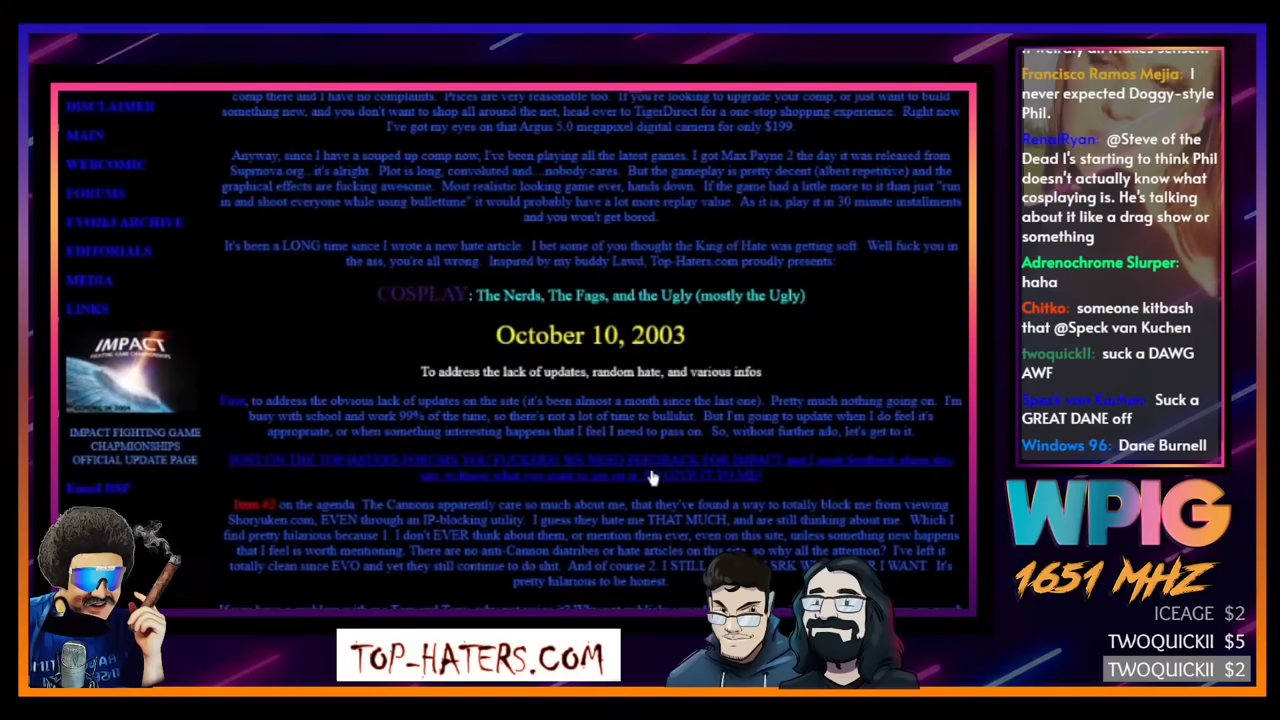 DISCLAIMER
MAIN
WEBCOMIC
FORUMS
EVO2K3 ARCHIVE
EDITORIALS
MEDIA
LINKS
IMPACT
IMPACT FIGHTING GAME
CHAPMIONSHIPS
OFFICIAL UPDATE PAGE
Email DSP
comp there and I have no complaints. Prices are very reasonable too. If you're looking to upgrade your comp, or just want to build
something new, and you don't want to shop all around the net, head over to TigerDirect for a one-stop shopping experience. Right now
I've got my eyes on that Argus 5.0 megapixel digital camera for only $199.
Anyway, since I have a souped up comp now, I've been playing all the latest games. I got Max Payne 2 the day it was released from
Suprnova org...it's alright. Plot is long, convoluted and....nobody cares. But the gameplay is pretty decent (albeit repetitive) and the
graphical effects are fucking awesome. Most realistic looking game ever, hands down. If the game had a little more to it than just "run
in and shoot everyone while using bullettime" it would probably have a lot more replay value. As it is, play it in 30 minute installments
and you won't get bored.
It's been a LONG time since I wrote a new hate article. I bet some of you thought the King of Hate was getting soft. Well fuck you in
the ass, you're all wrong. Inspired by my buddy Lawd, Top-Haters.com proudly presents:
COSPLAY: The Nerds, The Fags, and the Ugly (mostly the Ugly)
October 10, 2003
To address the lack of updates, random hate, and various infos
First, to address the obvious lack of updates on the site (it's been almost a month since the last one). Pretty much nothing going on. I'm
busy with school and work 99% of the time, so there's not a lot of time to bullshit. But I'm going to update when I do feel it's
appropriate, or when something interesting happens that I feel I need to pass on. So, without further ado, let's get to it.
Item #2 on the agenda: The Cannons apparently care so much about me, that they've found a way to totally block me from viewing
Shoryuken.com, EVEN through an IP-blocking utility. I guess they hate me THAT MUCH, and are still thinking about me. Which I
find pretty hilarious because 1. I don't EVER think about them, or mention them ever, even on this site, unless something new happens
that I feel is worth mentioning. There are no anti-Cannon diatribes or hate articles on this so why all the attention? I've left it
totally clean since EVO and yet they still continue to do shit. And of course 2. I STILL SRK I WANT. It's
pretty hilarious to be honest.
Francisco Ramos Mejia: I
never expected Doggy-style
Phil.
RenalRyan: @Steve of the
Dead I's starting to think Phil
doesn't actually know what
cosplaying is. He's talking
about it like a drag show or
something
Adrenochrome Slurper:
haha
Chitko: someone kitbash
that @Speck van Kuchen
twoquickII: suck a DAWG
AWF
Speck van Kuchen: Suck a
GREAT DANE off
Windows 96: Dane Burnell
WPIG
1651 MHZ
ICEAGE $2
TWOQUICKII $5
TWOQUICKII $2
TOP-HATERS.COM